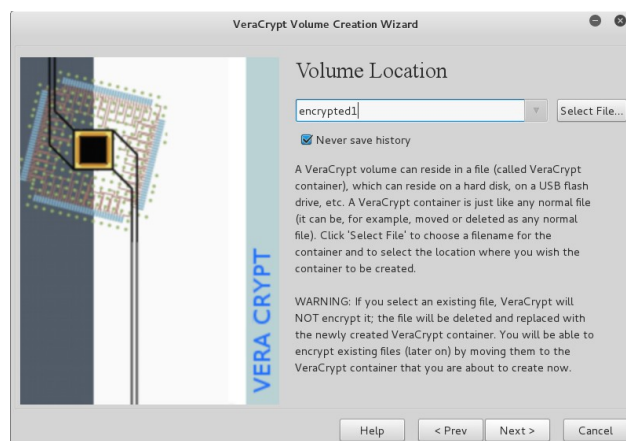 VeraCrypt Volume Creation Wizard
Volume Location
encrypted1
Select File...
Never save history
A VeraCrypt volume can reside in a file (called VeraCrypt
container), which can reside on a hard disk, on a USB flash
drive, etc. A VeraCrypt container is just like any normal file
(it can be, for example, moved or deleted as any normal
file). Click 'Select File' to choose a filename for the
container and to select the location where you wish the
container to be created.
WARNING: If you select an existing file, VeraCrypt will
NOT encrypt it; the file will be deleted and replaced with
the newly created VeraCrypt container. You will be able to
encrypt existing files (later on) by moving them to the
VeraCrypt container that you are about to create now.
VERA CRYPT
Help
< Prev
Next >
Cancel